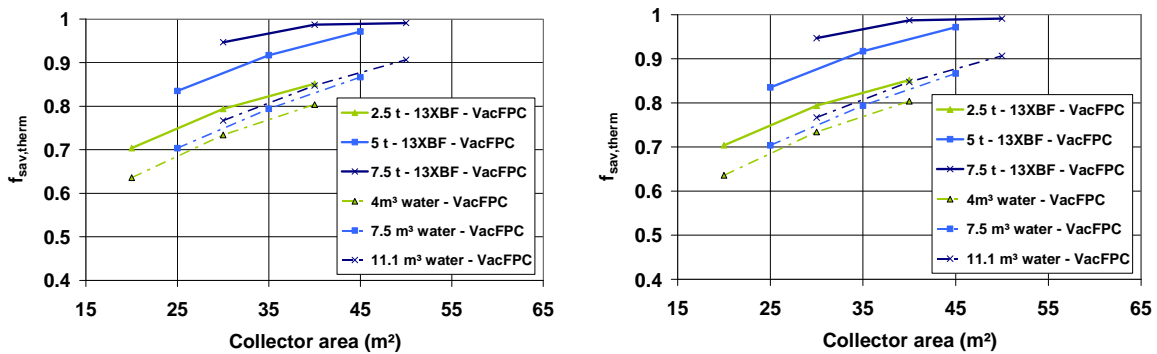 1
0.9
0.8
0.7
0.6
0.5
0.4
f_sav,therm
2.5 t - 13XBF - VacFPC
5 t - 13XBF - VacFPC
7.5 t - 13XBF - VacFPC
4m³ water - VacFPC
7.5 m³ water - VacFPC
11.1 m³ water - VacFPC
15 25 35 45 55 65
Collector area (m²)
1
0.9
0.8
0.7
0.6
0.5
0.4
f_sav,therm
2.5 t - 13XBF - VacFPC
5 t - 13XBF - VacFPC
7.5 t - 13XBF - VacFPC
4m³ water - VacFPC
7.5 m³ water - VacFPC
11.1 m³ water - VacFPC
15 25 35 45 55 65
Collector area (m²)